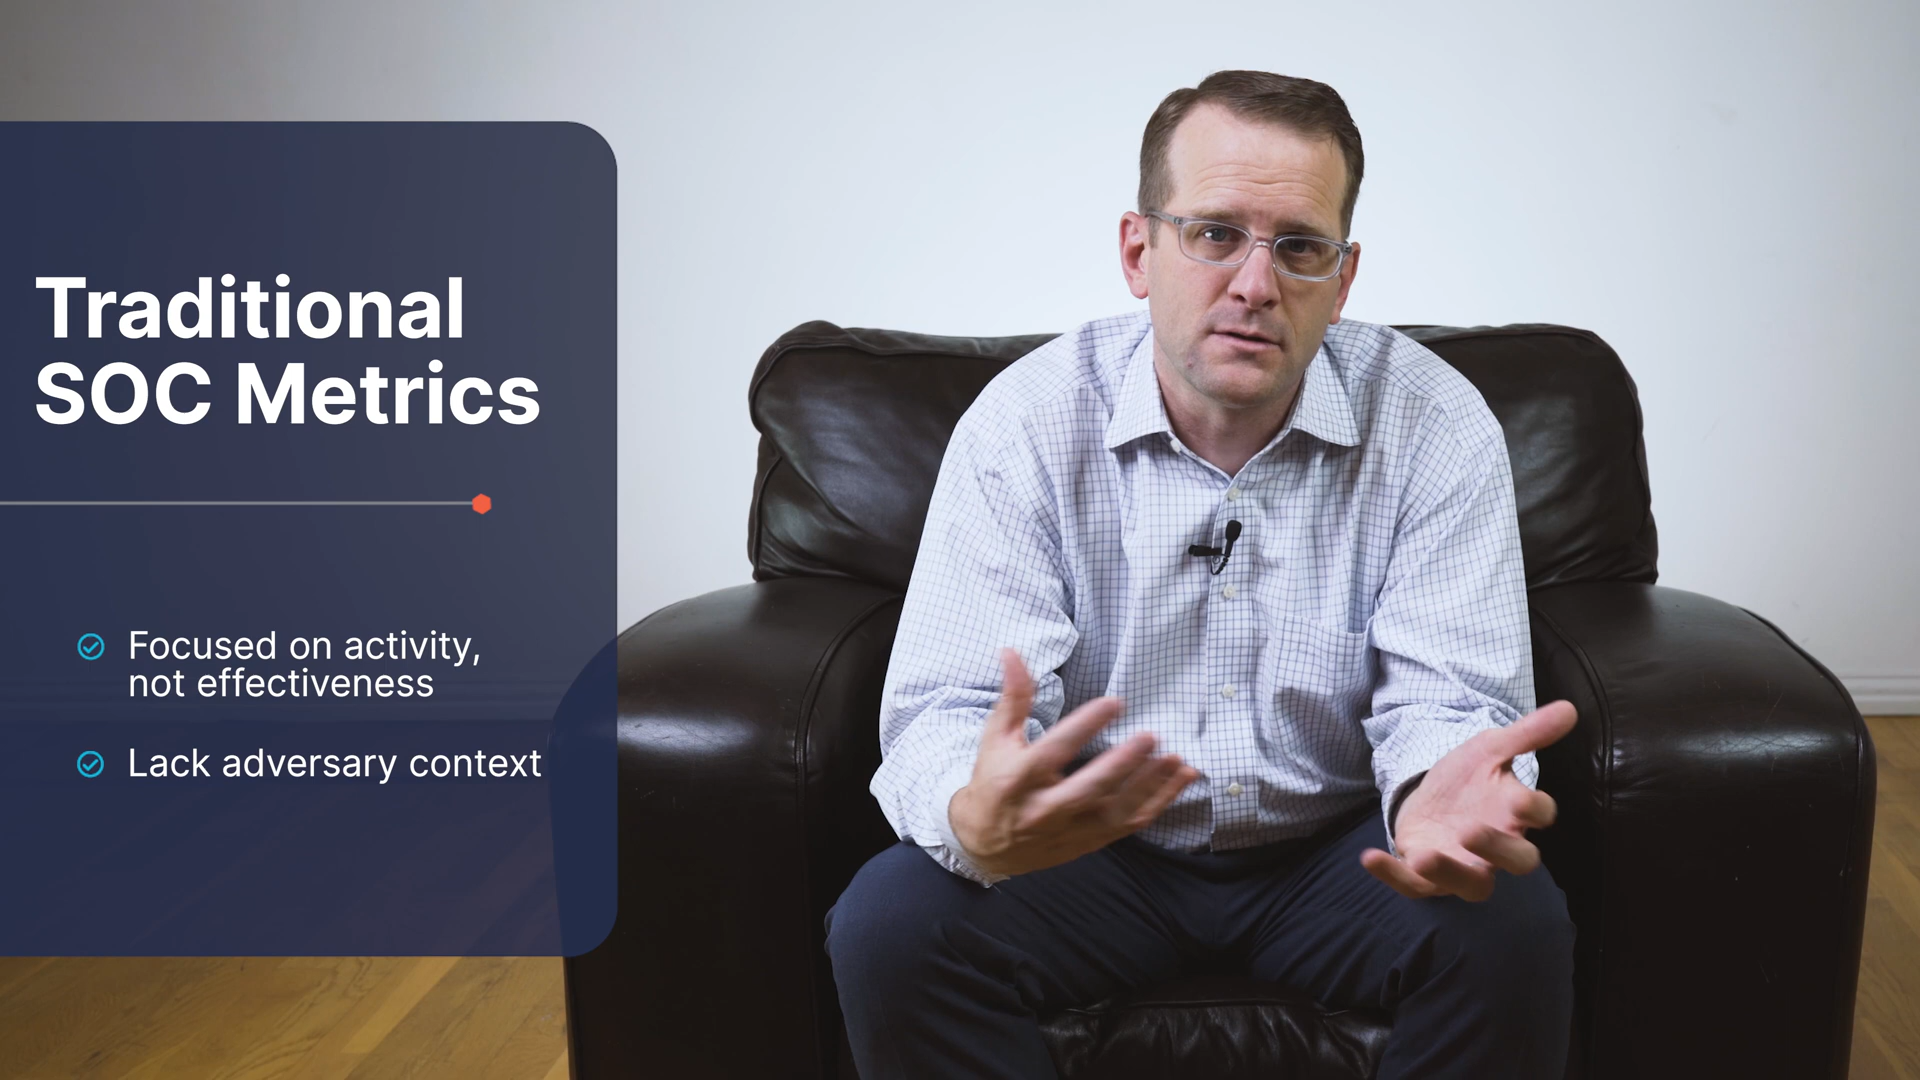 Traditional
SOC Metrics
Focused on activity,
not effectiveness
Lack adversary context